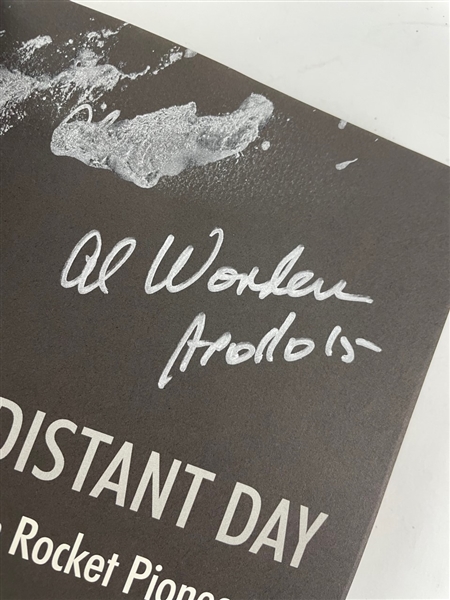 Al Worden
Apollo 15
DISTANT DAY
Rocket